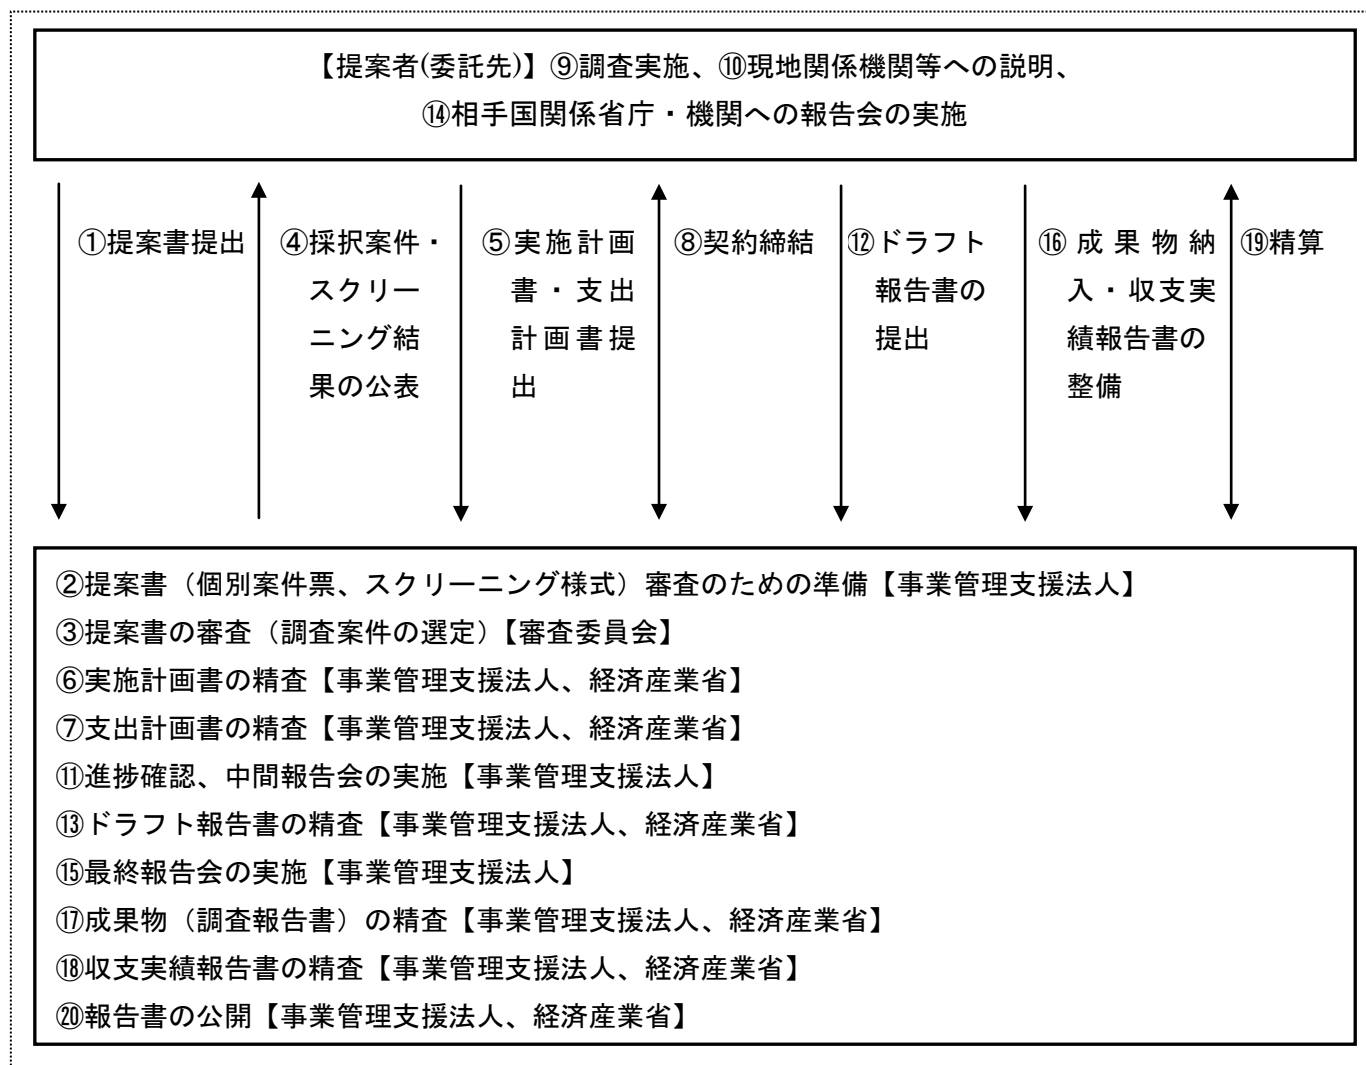 【提案者(委託先)】⑨調査実施、⑩現地関係機関等への説明、
⑭相手国関係省庁・機関への報告会の実施
①提案書提出
④採択案件・
スクリー
ニング結
果の公表
⑤実施計画
書・支出
計画書提
出
⑧契約締結
⑫ドラフト
報告書の
提出
⑯成果物納
入・収支実
績報告書の
整備
⑲精算
②提案書（個別案件票、スクリーニング様式）審査のための準備【事業管理支援法人】
③提案書の審査（調査案件の選定）【審査委員会】
⑥実施計画書の精査【事業管理支援法人、経済産業省】
⑦支出計画書の精査【事業管理支援法人、経済産業省】
⑪進捗確認、中間報告会の実施【事業管理支援法人】
⑬ドラフト報告書の精査【事業管理支援法人、経済産業省】
⑮最終報告会の実施【事業管理支援法人】
⑰成果物（調査報告書）の精査【事業管理支援法人、経済産業省】
⑱収支実績報告書の精査【事業管理支援法人、経済産業省】
⑳報告書の公開【事業管理支援法人、経済産業省】